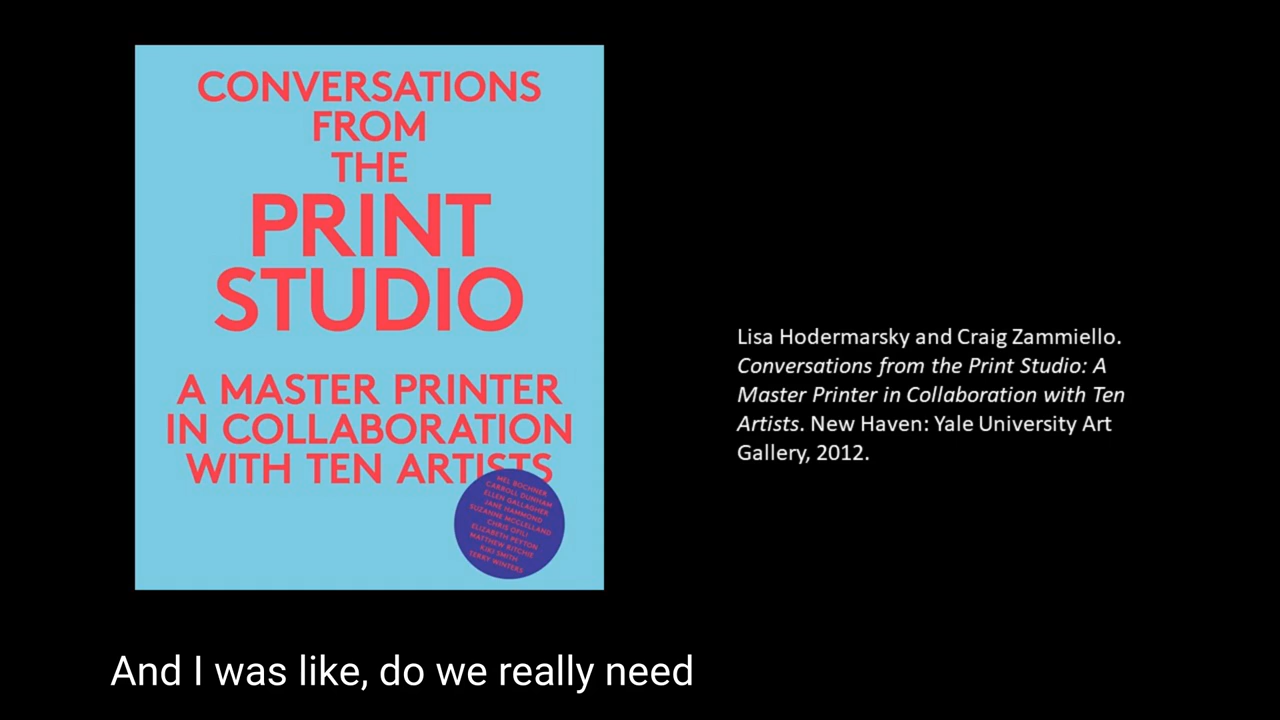 CONVERSATIONS
FROM
THE
PRINT
STUDIO
A MASTER PRINTER
IN COLLABORATION
WITH TEN ARTISTS
MEL BOCHNER
CARROLL DUNHAM
ELLEN GALLAGHER
JANE HAMMOND
SUZANNE MCCLELLAND
CHRIS OFILI
ELIZABETH PEYTON
MATTHEW RITCHIE
KIKI SMITH
TERRY WINTERS
Lisa Hodermarsky and Craig Zammiello.
Conversations from the Print Studio: A
Master Printer in Collaboration with Ten
Artists. New Haven: Yale University Art
Gallery, 2012.
And I was like, do we really need